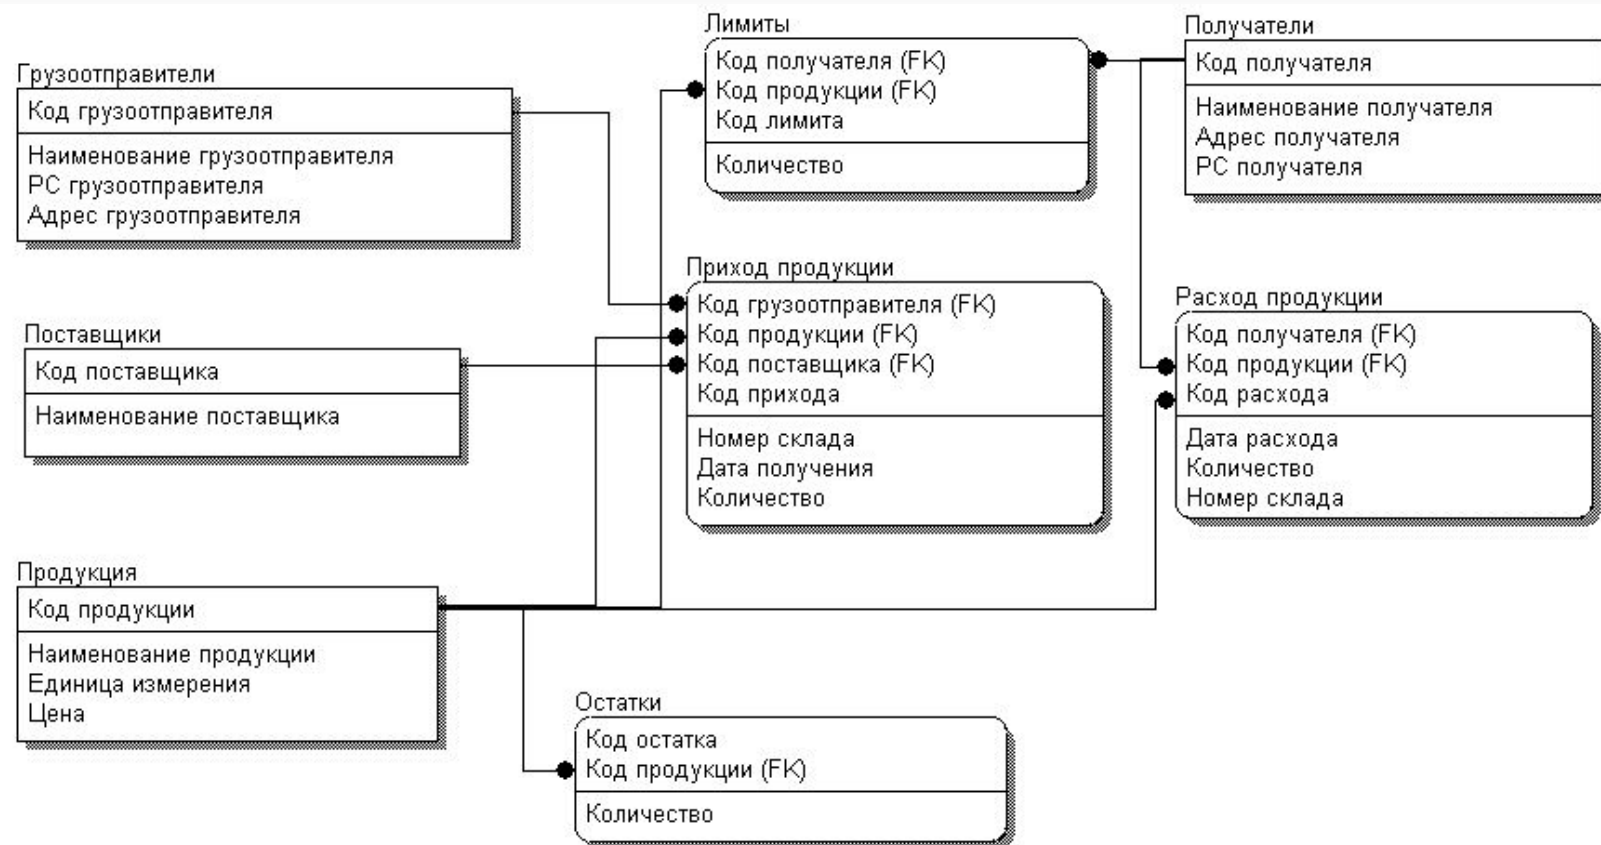 Грузоотправители
Код грузоотправителя
Наименование грузоотправителя
РС грузоотправителя
Адрес грузоотправителя
Лимиты
Код получателя (FK)
Код продукции (FK)
Код лимита
Количество
Получатели
Код получателя
Наименование получателя
Адрес получателя
РС получателя
Поставщики
Код поставщика
Наименование поставщика
Приход продукции
Код грузоотправителя (FK)
Код продукции (FK)
Код поставщика (FK)
Код прихода
Номер склада
Дата получения
Количество
Расход продукции
Код получателя (FK)
Код продукции (FK)
Код расхода
Дата расхода
Количество
Номер склада
Продукция
Код продукции
Наименование продукции
Единица измерения
Цена
Остатки
Код остатка
Код продукции (FK)
Количество